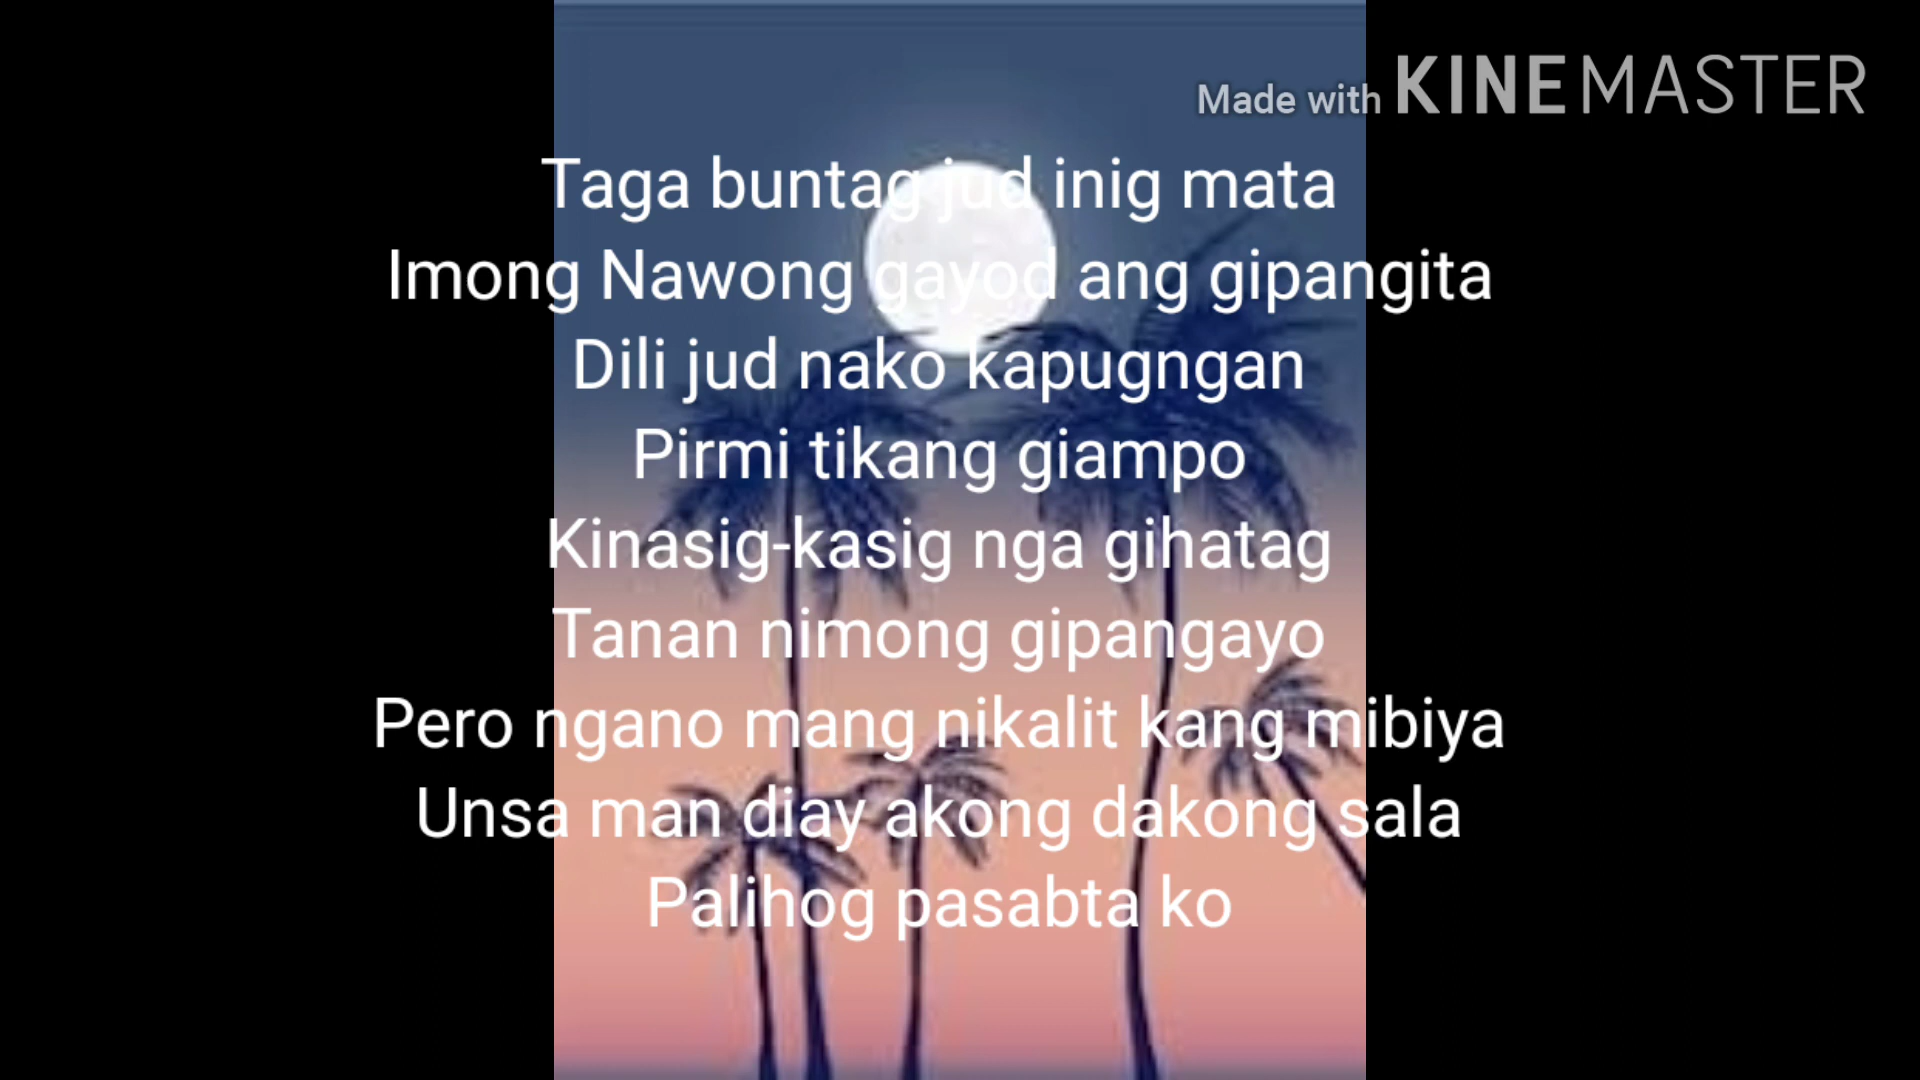 Made with KINEMASTER
Taga buntag jud inig mata
Imong Nawong gayod ang gipangita
Dili jud nako kapugngan
Pirmi tikang giampo
Kinasig-kasig nga gihatag
Tanan nimong gipangayo
Pero ngano mang nikalit kang mibiya
Unsa man diay akong dakong sala
Palihog pasabta ko